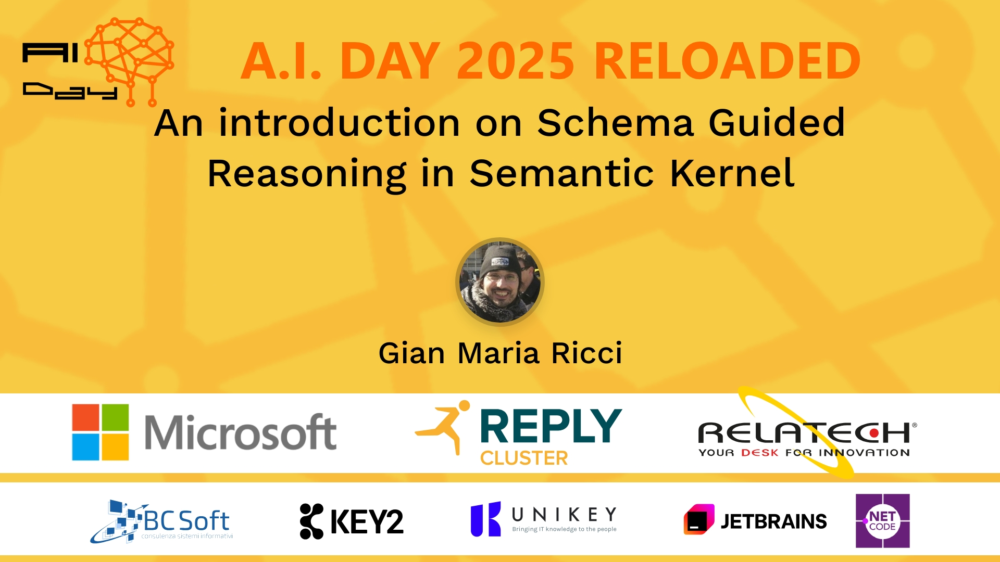 AI
Day
A.I. DAY 2025 RELOADED
An introduction on Schema Guided
Reasoning in Semantic Kernel
Gian Maria Ricci
Microsoft
REPLY
CLUSTER
RELATECH®
YOUR DESK FOR INNOVATION
BC Soft
consulenza sistemi informativi
KEY2
UNIKEY
Bringing IT knowledge to the people
JETBRAINS
NET
CODE